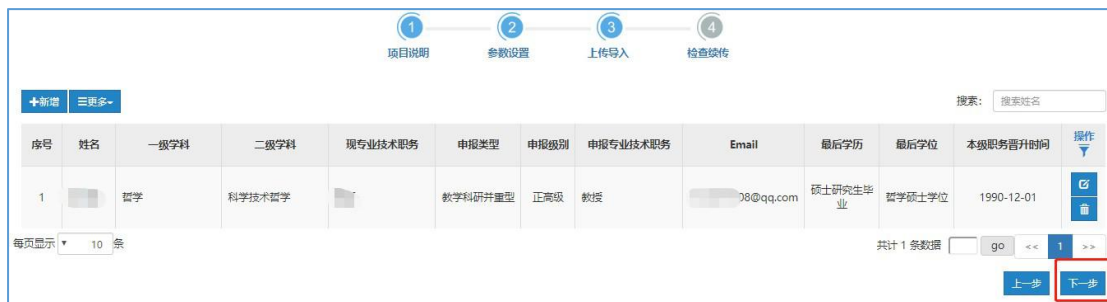 1 2 3 4
项目说明 参数设置 上传导入 检查续传
+新增 三更多 搜索： 搜索姓名
序号 姓名 一级学科 二级学科 现专业技术职务 申报类型 申报级别 申报专业技术职务 Email 最后学历 最后学位 本级职务晋升时间 操作
1 哲学 科学技术哲学 教学科研并重型 正高级 教授 08@qq.com 硕士研究生毕业 哲学硕士学位 1990-12-01
每页显示 10 条 共计 1 条数据 go << 1 >>
上一步 下一步